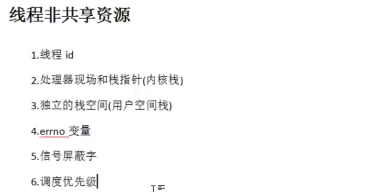 线程非共享资源
1.线程 id
2.处理器现场和栈指针(内核栈)
3.独立的栈空间(用户空间栈)
4.errno 变量
5.信号屏蔽字
6.调度优先级